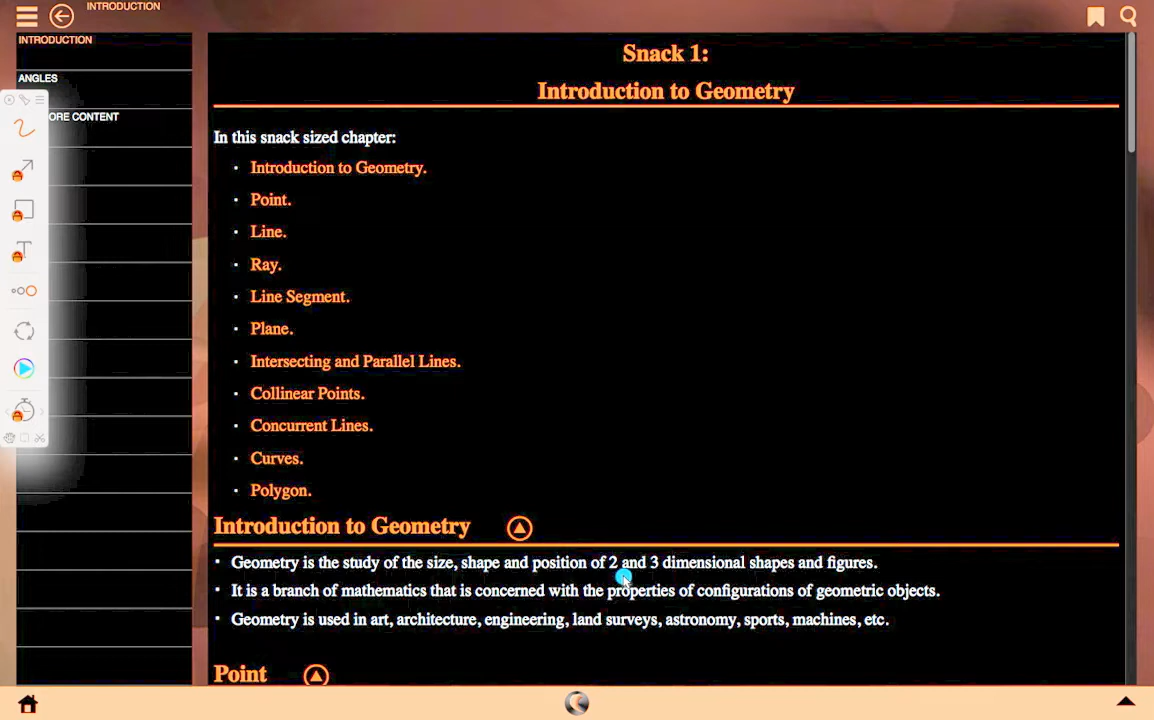 INTRODUCTION
INTRODUCTION
ANGLES
ORE CONTENT
T
Snack 1:
Introduction to Geometry
In this snack sized chapter:
· Introduction to Geometry.
· Point.
· Line.
· Ray.
· Line Segment.
· Plane.
· Intersecting and Parallel Lines.
· Collinear Points.
· Concurrent Lines.
· Curves.
· Polygon.
Introduction to Geometry
· Geometry is the study of the size, shape and position of 2 and 3 dimensional shapes and figures.
· It is a branch of mathematics that is concerned with the properties of configurations of geometric objects.
· Geometry is used in art, architecture, engineering, land surveys, astronomy, sports, machines, etc.
Point